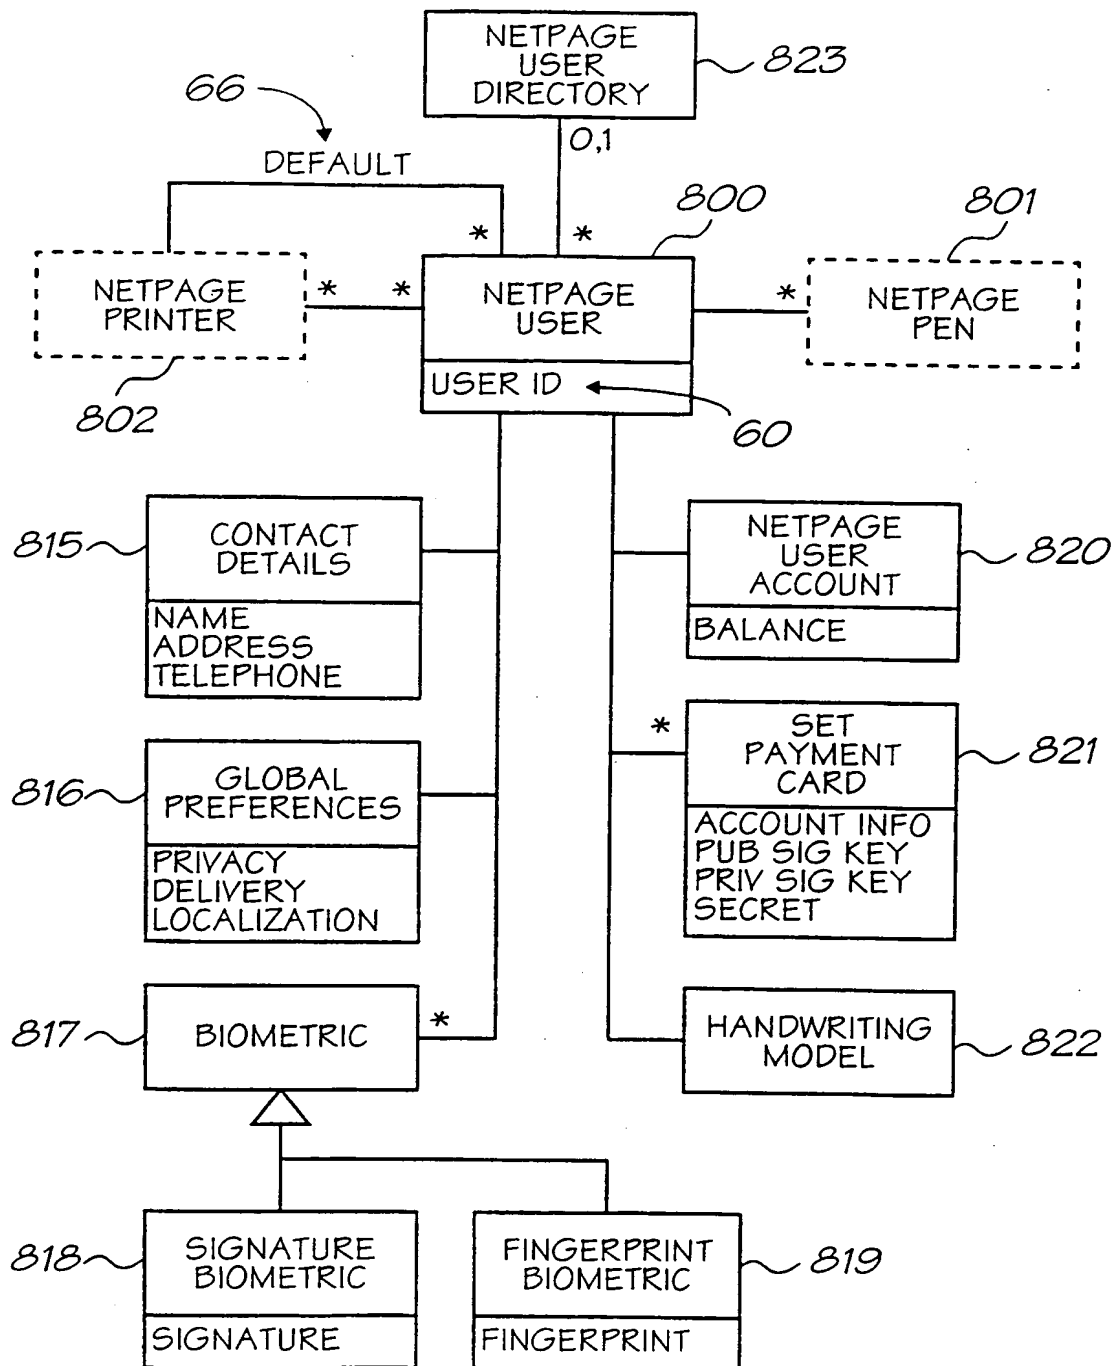 NETPAGE
USER
DIRECTORY
823
0,1
66
DEFAULT
*
*
800
801
NETPAGE
PRINTER
*
*
NETPAGE
USER
*
NETPAGE
PEN
802
USER ID
60
815
CONTACT
DETAILS
NAME
ADDRESS
TELEPHONE
NETPAGE
USER
ACCOUNT
820
BALANCE
816
GLOBAL
PREFERENCES
PRIVACY
DELIVERY
LOCALIZATION
*
SET
PAYMENT
CARD
821
ACCOUNT INFO
PUB SIG KEY
PRIV SIG KEY
SECRET
817
BIOMETRIC
*
HANDWRITING
MODEL
822
818
SIGNATURE
BIOMETRIC
SIGNATURE
FINGERPRINT
BIOMETRIC
819
FINGERPRINT